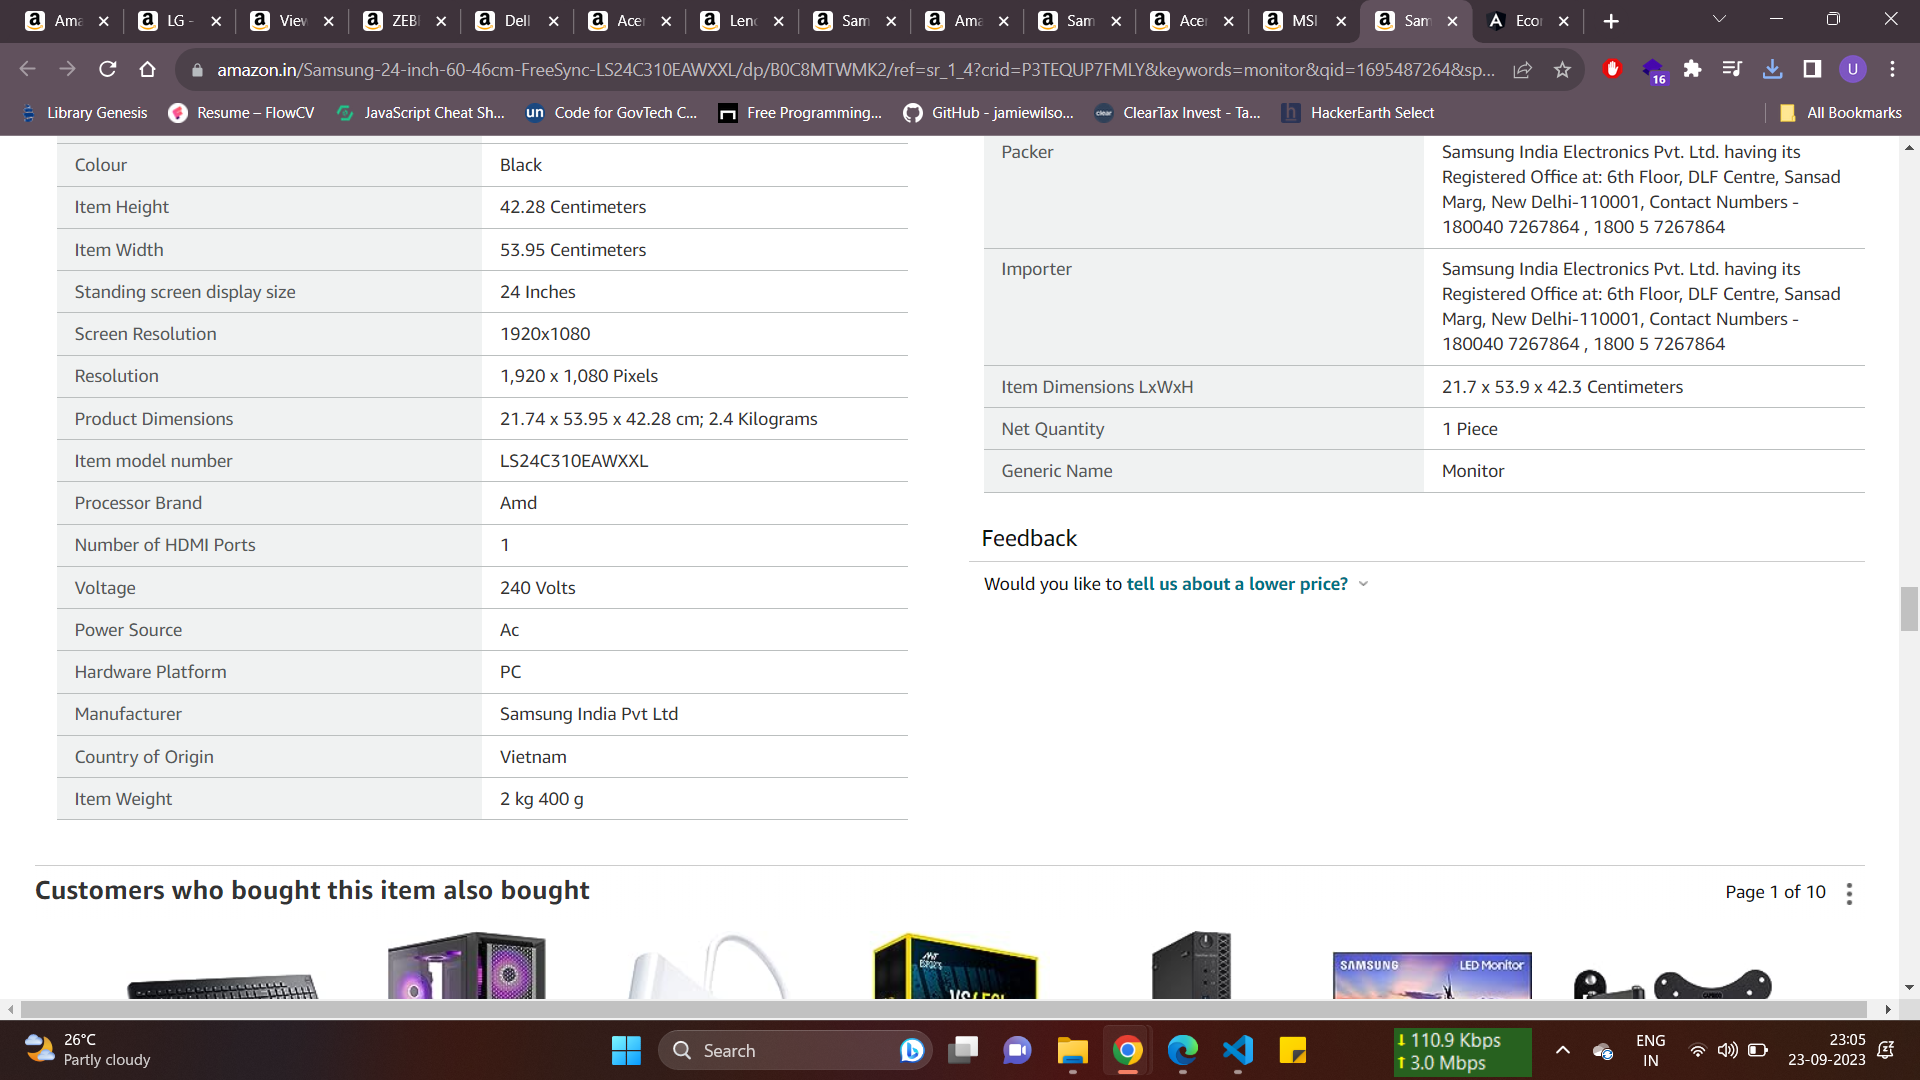 Ama
LG -
View
ZEBI
Dell
Acer
Leno
Sam
Ama
Sam
Acer
MSI
Sam
Ecor
amazon.in/Samsung-24-inch-60-46cm-FreeSync-LS24C310EAWXXL/dp/B0C8MTWMK2/ref=sr_1_4?crid=P3TEQUP7FMLY&keywords=monitor&qid=1695487264&sp...
16
U
Library Genesis
Resume – FlowCV
JavaScript Cheat Sh...
un
Code for GovTech C...
Free Programming...
GitHub - jamiewilso...
clear
ClearTax Invest - Ta...
h
HackerEarth Select
All Bookmarks
Colour Black
Item Height 42.28 Centimeters
Item Width 53.95 Centimeters
Standing screen display size 24 Inches
Screen Resolution 1920x1080
Resolution 1,920 x 1,080 Pixels
Product Dimensions 21.74 x 53.95 x 42.28 cm; 2.4 Kilograms
Item model number LS24C310EAWXXL
Processor Brand Amd
Number of HDMI Ports 1
Voltage 240 Volts
Power Source Ac
Hardware Platform PC
Manufacturer Samsung India Pvt Ltd
Country of Origin Vietnam
Item Weight 2 kg 400 g
Packer Samsung India Electronics Pvt. Ltd. having its
Registered Office at: 6th Floor, DLF Centre, Sansad
Marg, New Delhi-110001, Contact Numbers -
180040 7267864 , 1800 5 7267864
Importer Samsung India Electronics Pvt. Ltd. having its
Registered Office at: 6th Floor, DLF Centre, Sansad
Marg, New Delhi-110001, Contact Numbers -
180040 7267864 , 1800 5 7267864
Item Dimensions LxWxH 21.7 x 53.9 x 42.3 Centimeters
Net Quantity 1 Piece
Generic Name Monitor
Feedback
Would you like to tell us about a lower price?
Customers who bought this item also bought
Page 1 of 10
ANT
ESPORTS
SAMSUNG LED Monitor
26°C
Partly cloudy
Search
110.9 Kbps
3.0 Mbps
ENG
IN
23:05
23-09-2023